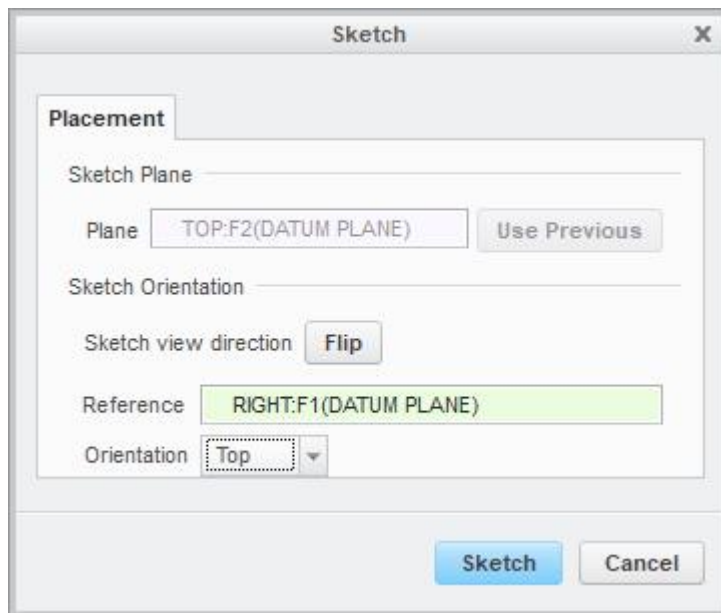 Sketch
Placement
Sketch Plane
Plane TOP:F2(DATUM PLANE) Use Previous
Sketch Orientation
Sketch view direction Flip
Reference RIGHT:F1(DATUM PLANE)
Orientation Top
Sketch Cancel